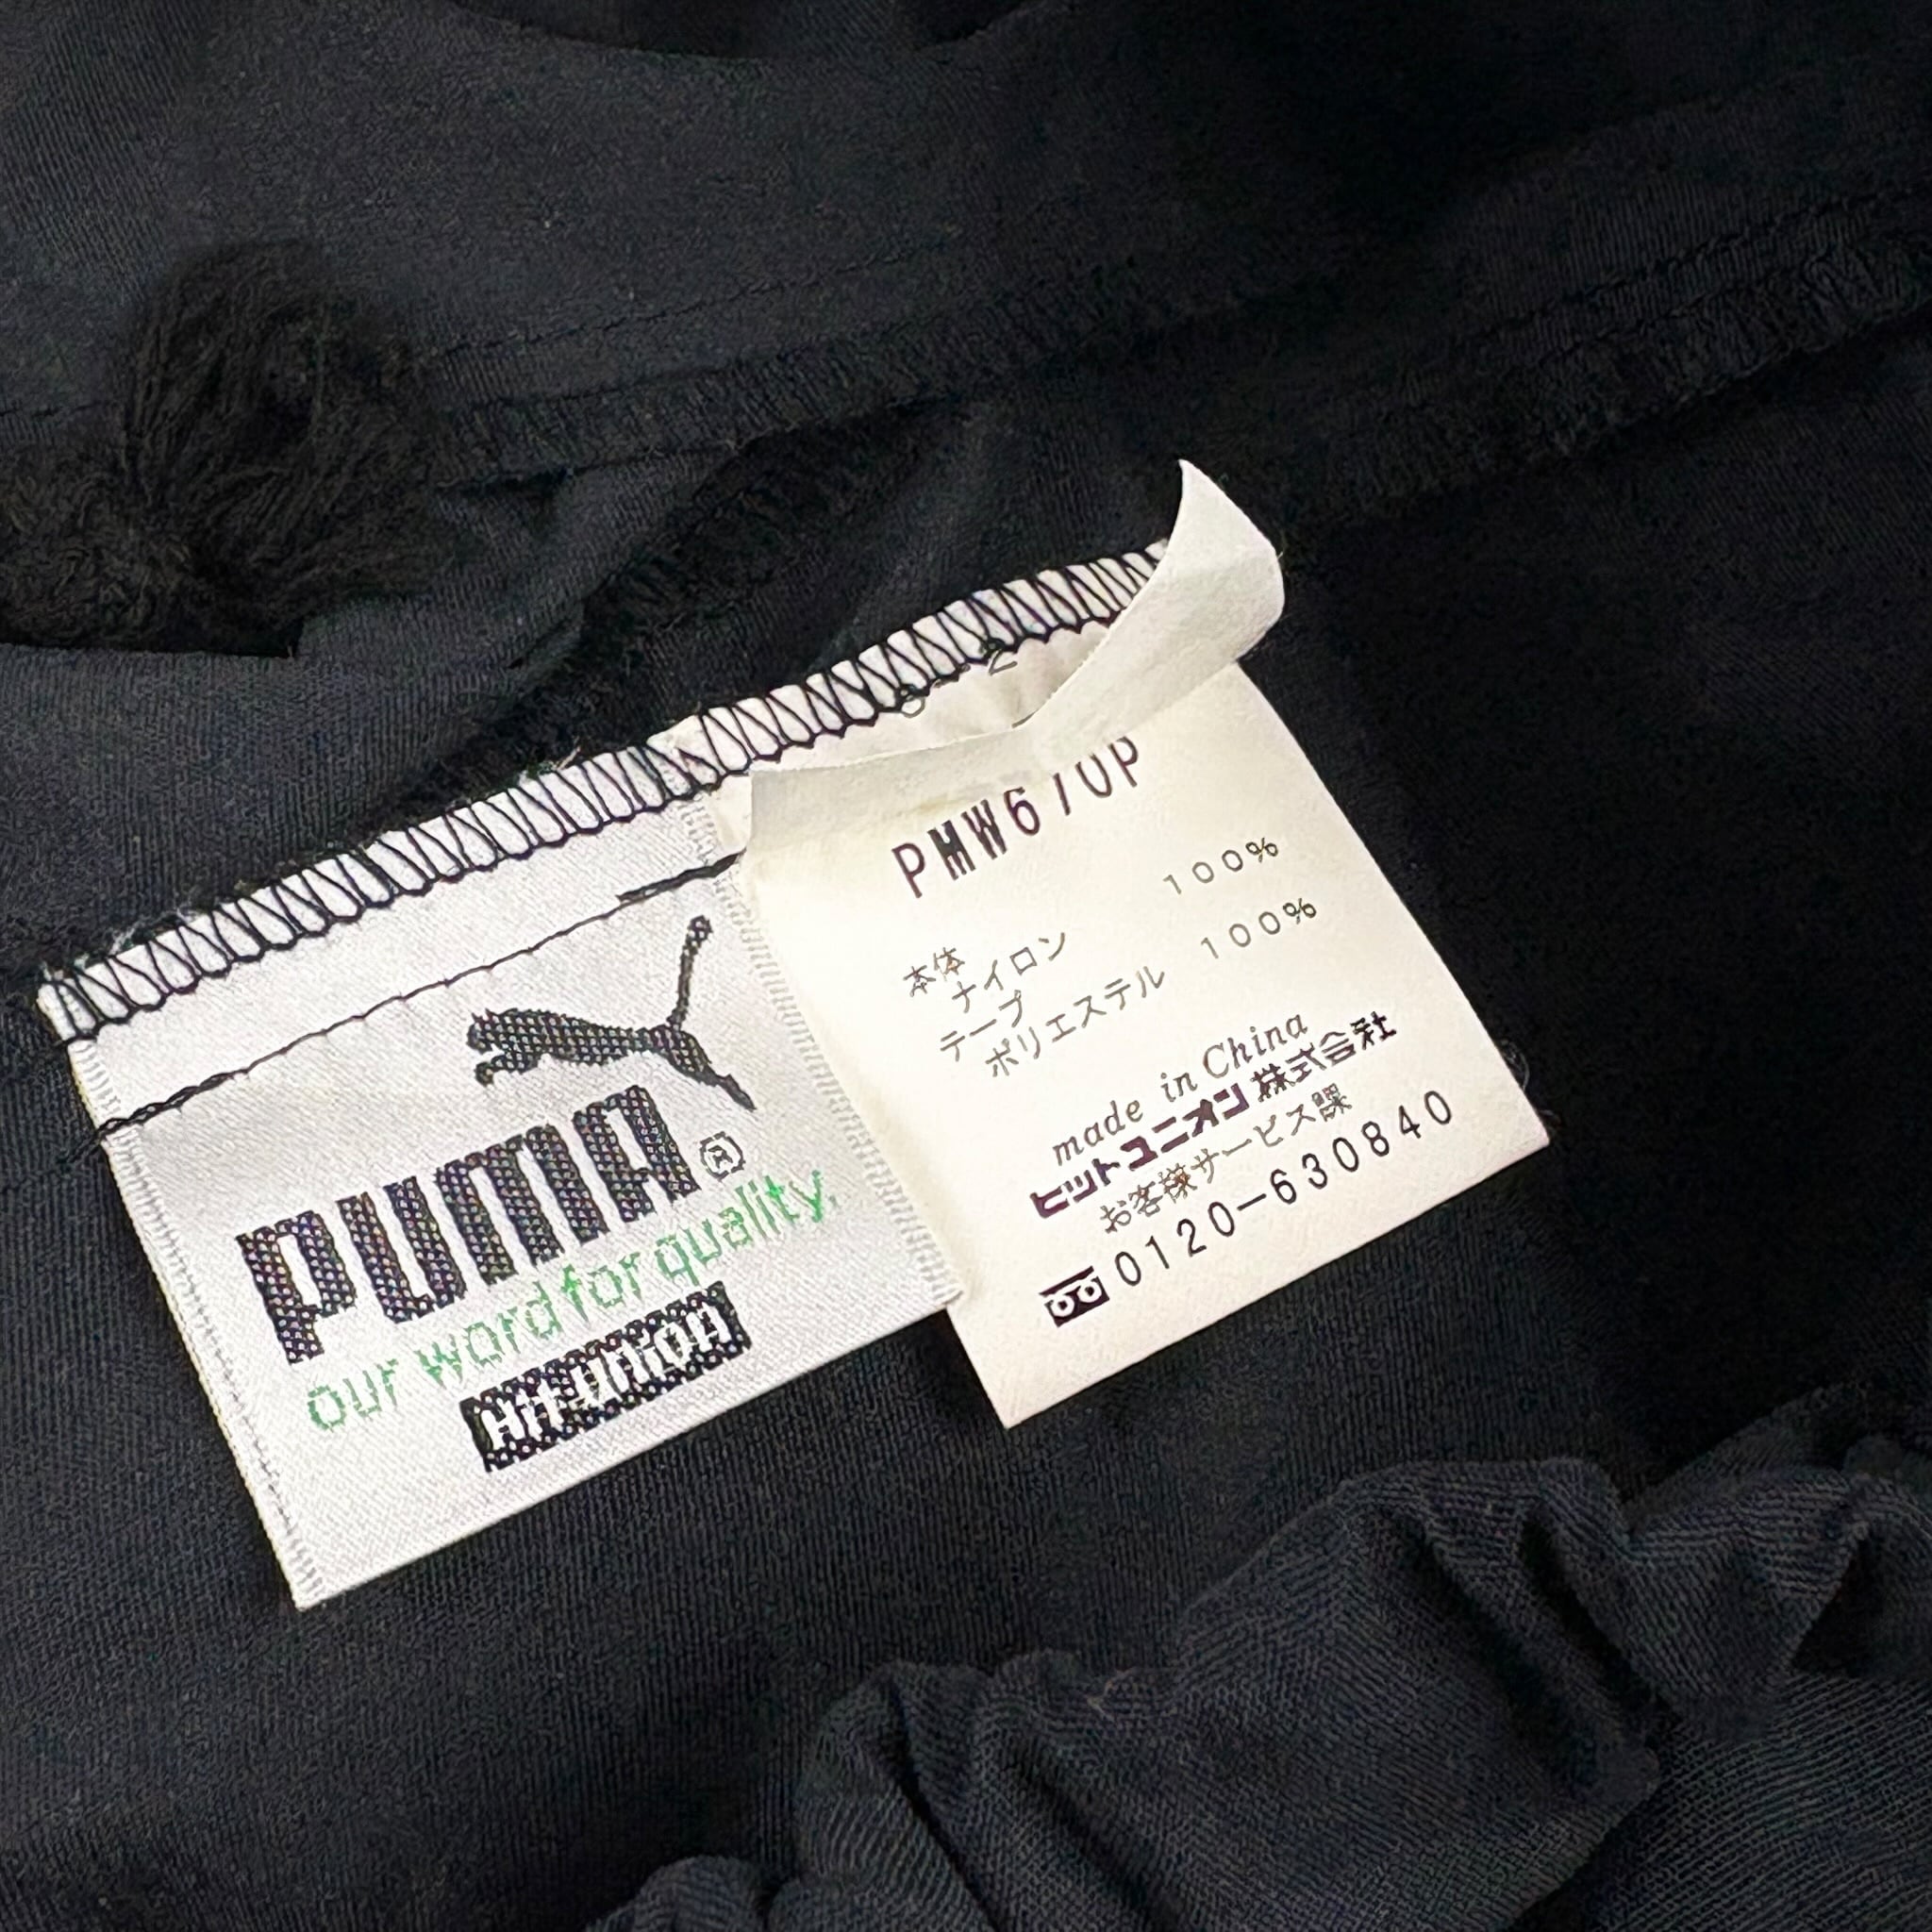 PUMA®
our word for quality.
HIT-UNION
PMW670P
本体
ナイロン 100%
テープ
ポリエステル 100%
made in China
ヒットユニオン株式会社
お客様サービス課
0120-630840